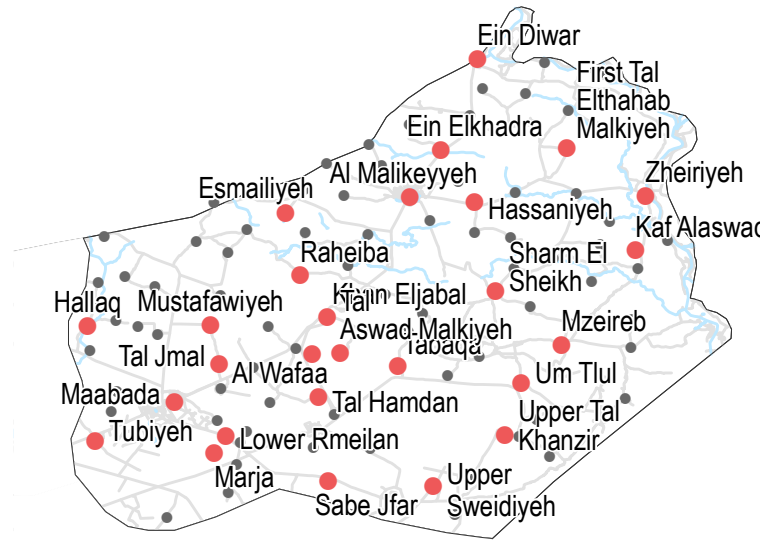 Ein Diwar
First Tal
Elthahab
Malkiyeh
Ein Elkhadra
Al Malikeyyeh
Zheiriyeh
Esmailiyeh
Hassaniyeh
Kaf Alaswad
Raheiba
Sharm El
Sheikh
Khan Eljabal
Hallaq
Mustafawiyeh
Tal
Aswad-Malkiyeh
Mzeireb
Tabaqa
Tal Jmal
Al Wafaa
Um Tlul
Maabada
Tal Hamdan
Upper Tal
Khanzir
Tubiyeh
Lower Rmeilan
Marja
Upper
Sweidiyeh
Sabe Jfar